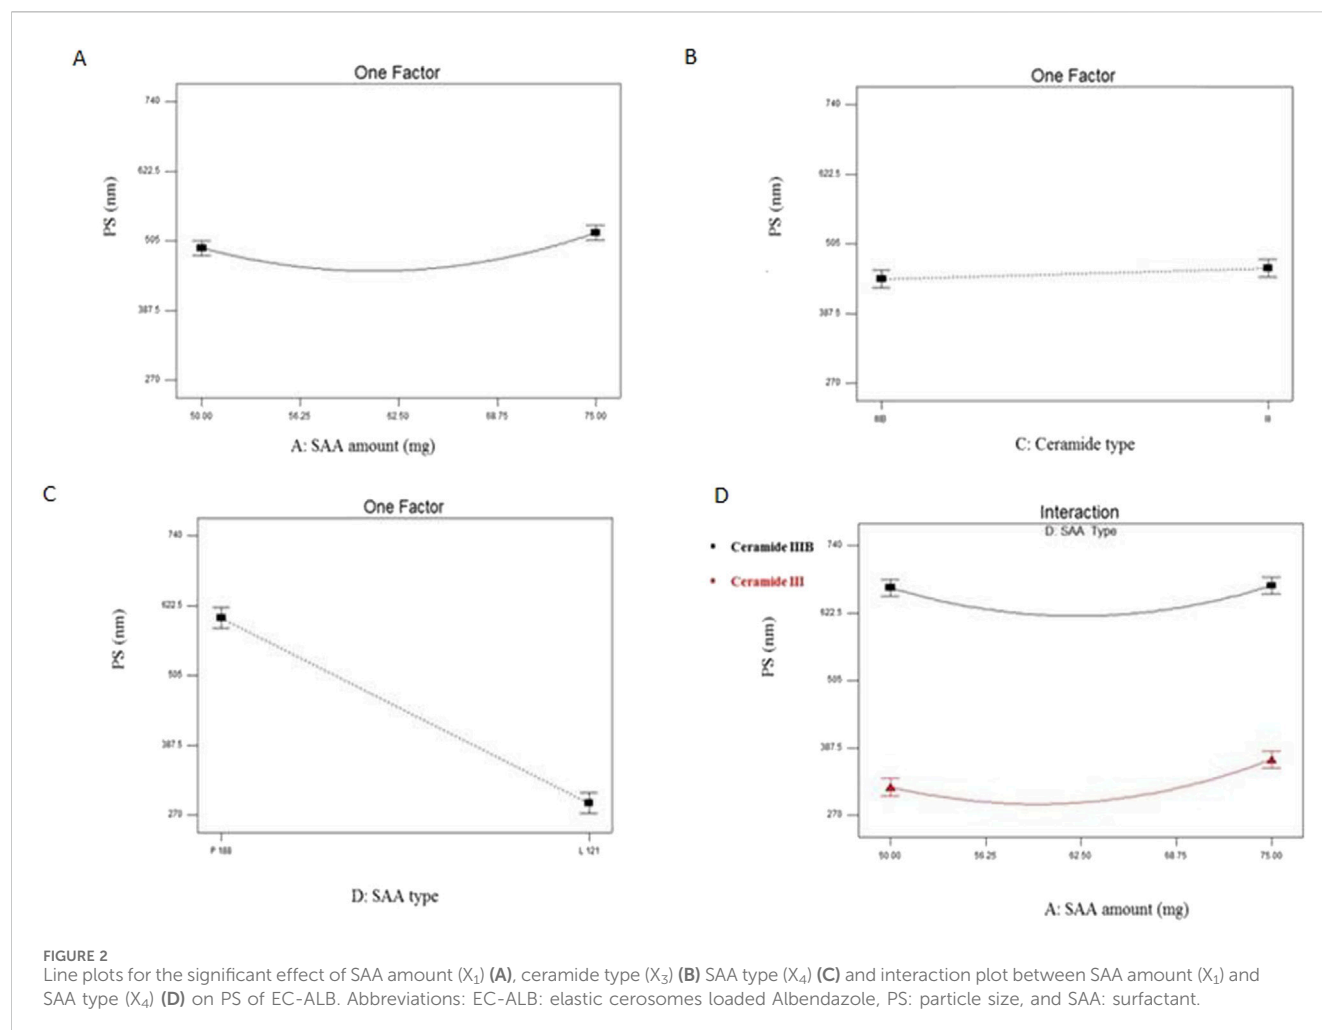 A
One Factor
740
622.5
505
387.5
270
PS (nm)
50.00 56.25 62.50 68.75 75.00
A: SAA amount (mg)
B
One Factor
740
622.5
505
387.5
270
PS (nm)
IIIB III
C: Ceramide type
C
One Factor
740
622.5
505
387.5
270
PS (nm)
P 188 L 121
D: SAA type
D
Interaction
D: SAA Type
Ceramide IIIB
Ceramide III
740
622.5
505
387.5
270
PS (nm)
50.00 56.25 62.50 68.75 75.00
A: SAA amount (mg)
FIGURE 2
Line plots for the significant effect of SAA amount (X₁) (A), ceramide type (X₃) (B) SAA type (X₄) (C) and interaction plot between SAA amount (X₁) and
SAA type (X₄) (D) on PS of EC-ALB. Abbreviations: EC-ALB: elastic cerosomes loaded Albendazole, PS: particle size, and SAA: surfactant.